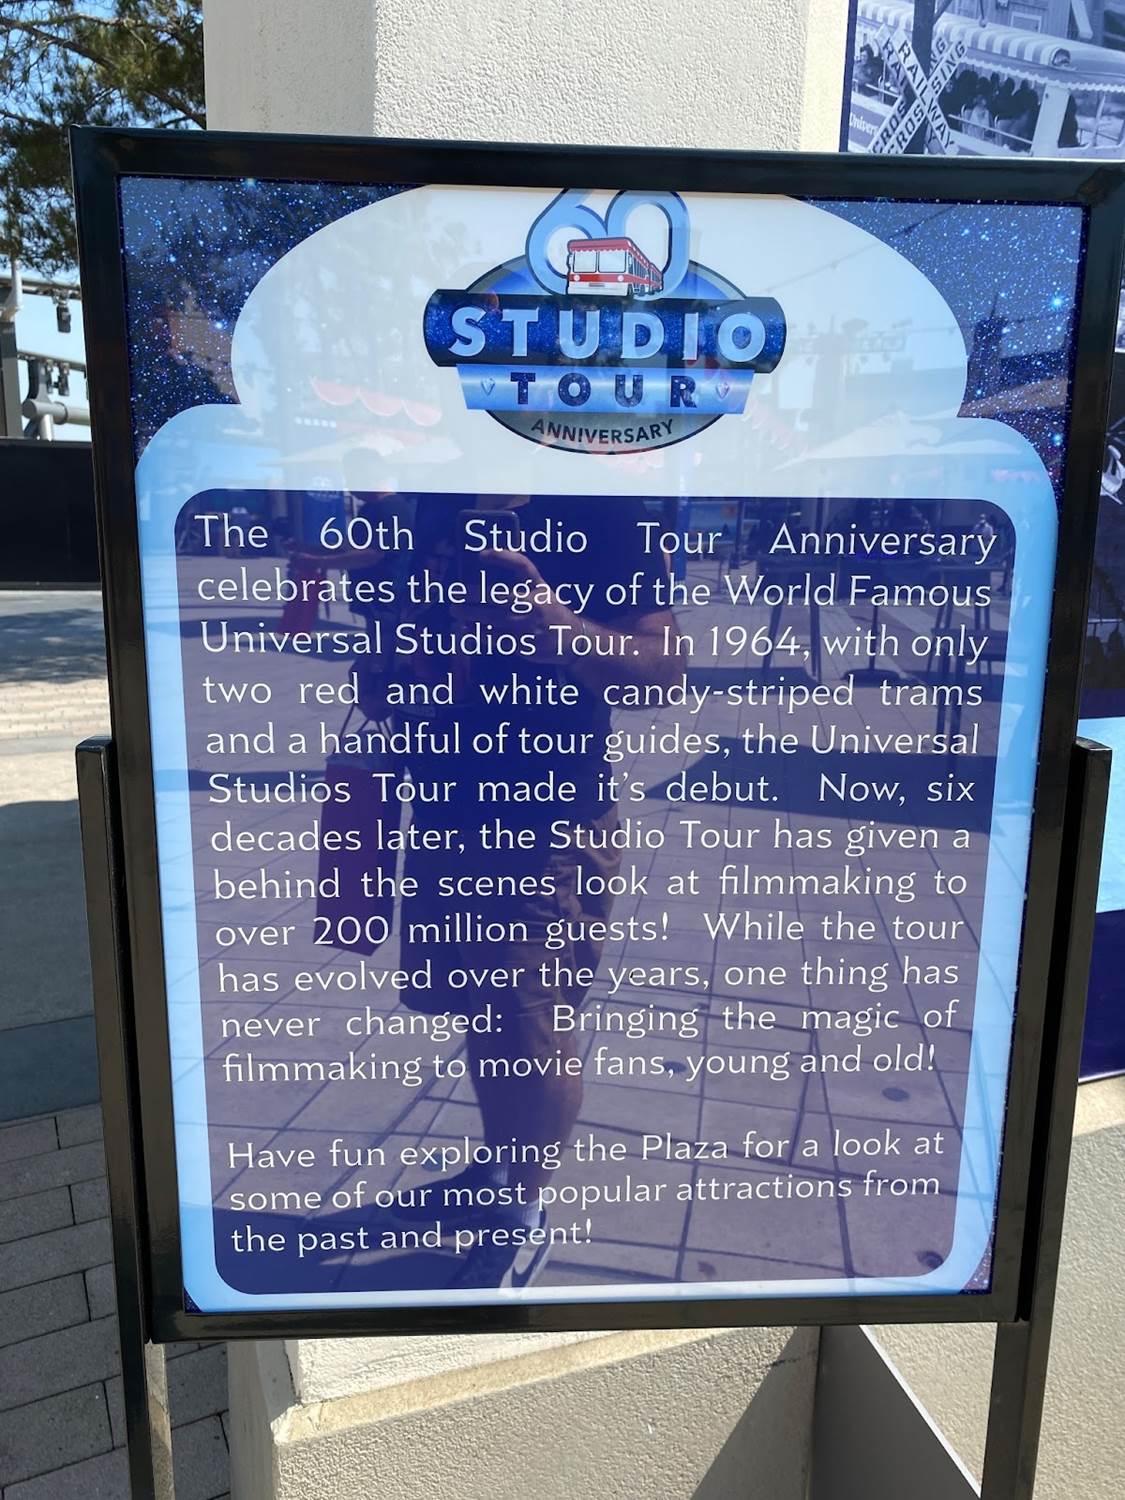 RAILWAY
CROSSING
60
STUDIO
TOUR
ANNIVERSARY
The 60th Studio Tour Anniversary
celebrates the legacy of the World Famous
Universal Studios Tour. In 1964, with only
two red and white candy-striped trams
and a handful of tour guides, the Universal
Studios Tour made it's debut. Now, six
decades later, the Studio Tour has given a
behind the scenes look at filmmaking to
over 200 million guests! While the tour
has evolved over the years, one thing has
never changed: Bringing the magic of
filmmaking to movie fans, young and old!
Have fun exploring the Plaza for a look at
some of our most popular attractions from
the past and present!